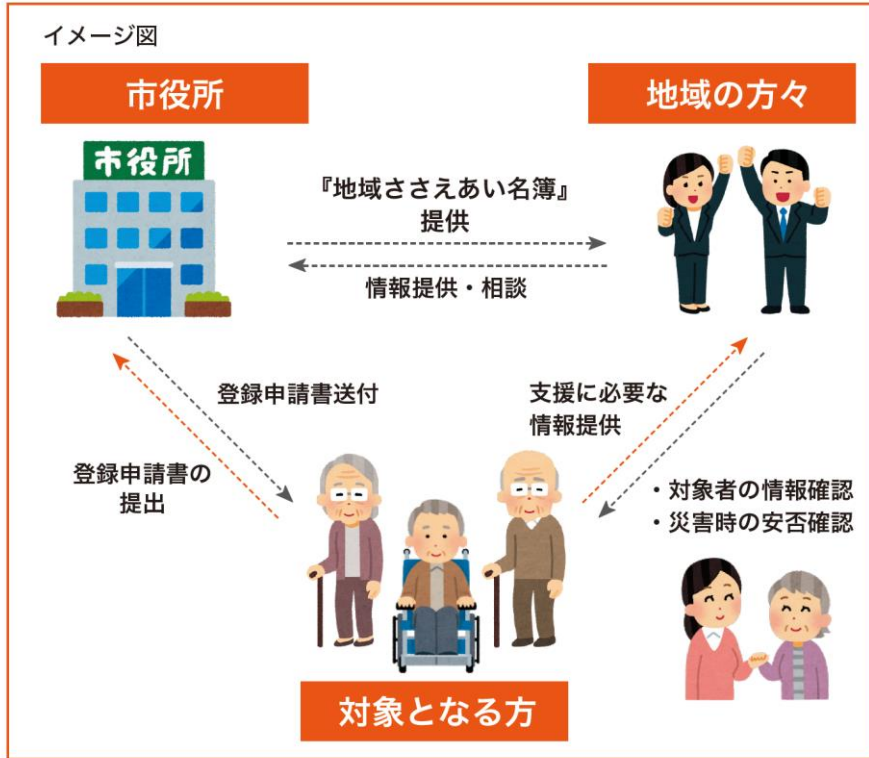 イメージ図
市役所
地域の方々
市役所
『地域ささえあい名簿』
提供
情報提供・相談
登録申請書送付
登録申請書の
提出
支援に必要な
情報提供
・対象者の情報確認
・災害時の安否確認
対象となる方